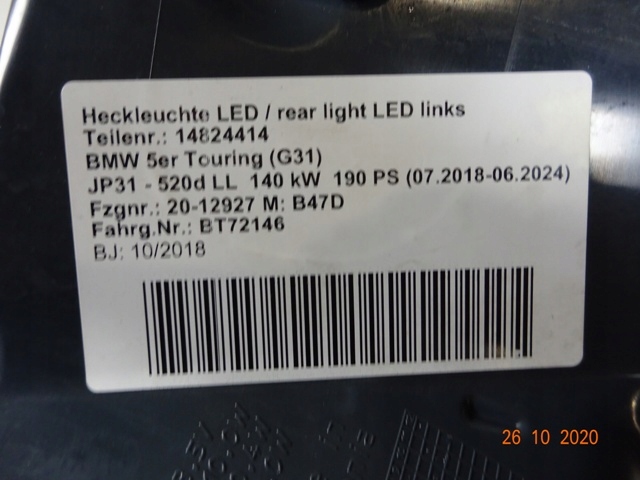 Heckleuchte LED / rear light LED links
Teilenr.: 14824414
BMW 5er Touring (G31)
JP31 - 520d LL 140 kW 190 PS (07.2018-06.2024)
Fzgnr.: 20-12927 M: B47D
Fahrg.Nr.: BT72146
BJ: 10/2018
26 10 2020